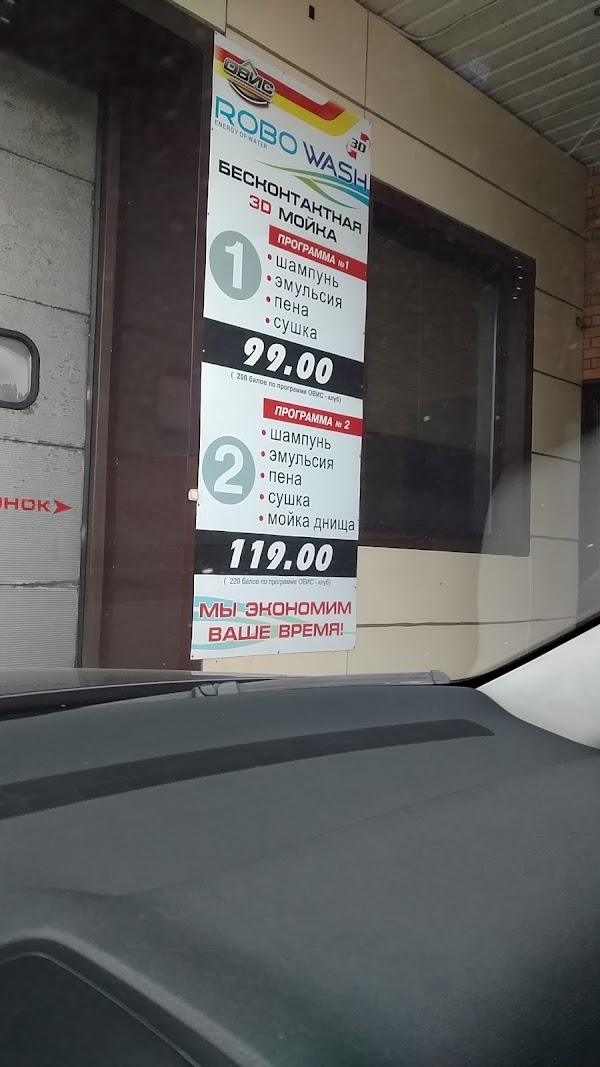 ОВИС
ROBO WASH
ENERGY OF WATER
3D
БЕСКОНТАКТНАЯ
3D МОЙКА
ПРОГРАММА №1
1
• шампунь
• эмульсия
• пена
• сушка
99.00
( 200 балов по программе ОВИС - клуб)
ПРОГРАММА № 2
2
• шампунь
• эмульсия
• пена
• сушка
• мойка днища
119.00
( 220 балов по программе ОВИС - клуб)
МЫ ЭКОНОМИМ
ВАШЕ ВРЕМЯ!
ОНОК